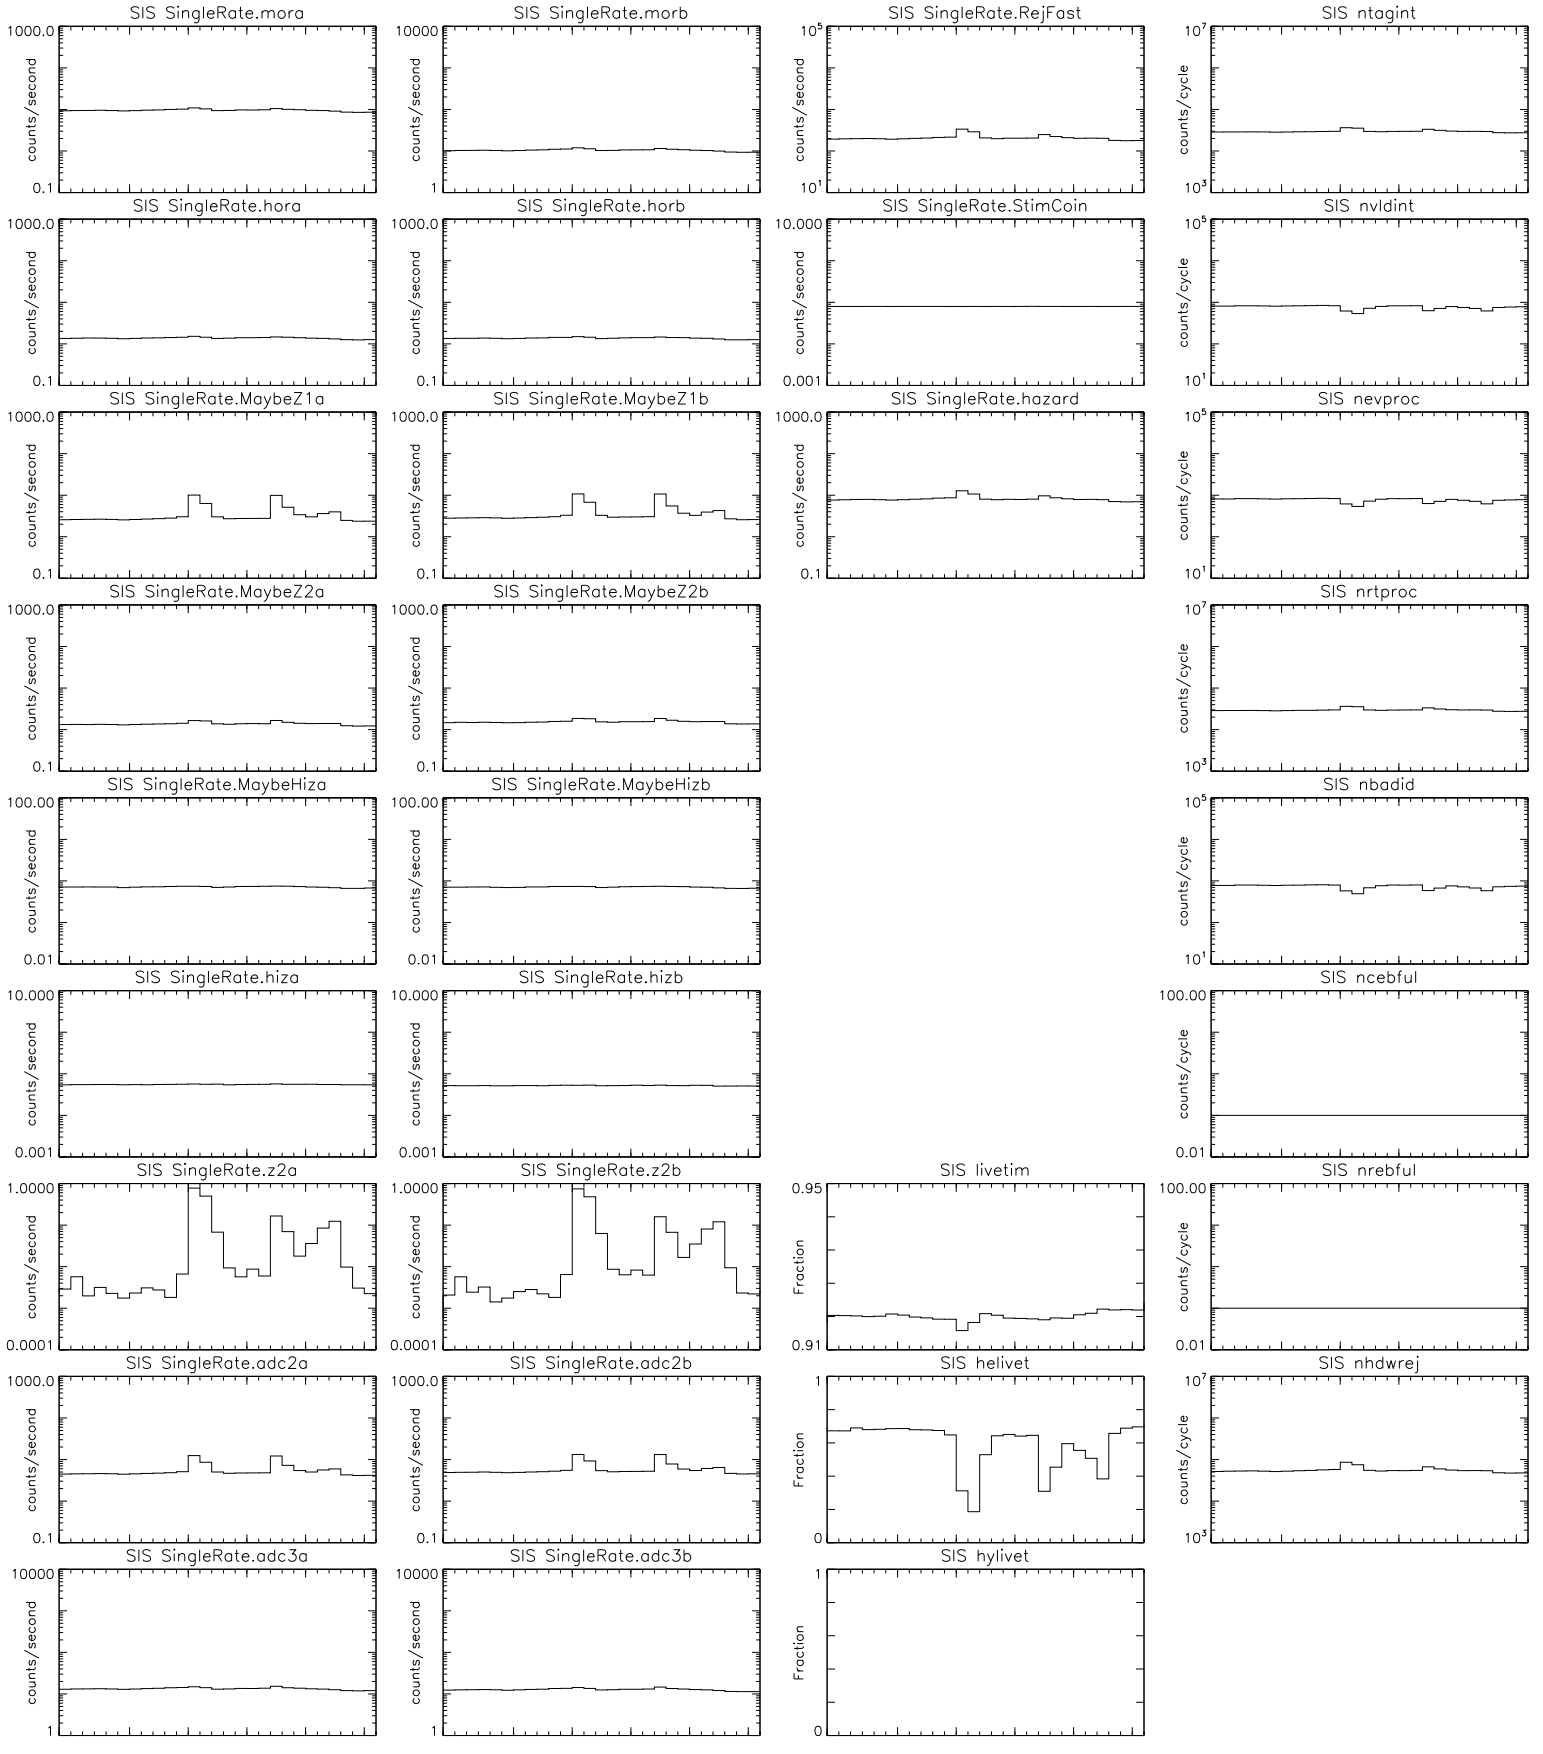 SIS SingleRate.mora
1000.0
counts/second
0.1
SIS SingleRate.morb
10000
counts/second
1
SIS SingleRate.RejFast
10^5
counts/second
10^1
SIS ntagint
10^7
counts/cycle
10^3
SIS SingleRate.hora
1000.0
counts/second
0.1
SIS SingleRate.horb
1000.0
counts/second
0.1
SIS SingleRate.StimCoin
10.000
counts/second
0.001
SIS nvldint
10^5
counts/cycle
10^1
SIS SingleRate.MaybeZ1a
1000.0
counts/second
0.1
SIS SingleRate.MaybeZ1b
1000.0
counts/second
0.1
SIS SingleRate.hazard
1000.0
counts/second
0.1
SIS nevproc
10^5
counts/cycle
10^1
SIS SingleRate.MaybeZ2a
1000.0
counts/second
0.1
SIS SingleRate.MaybeZ2b
1000.0
counts/second
0.1
SIS nrtproc
10^7
counts/cycle
10^3
SIS SingleRate.MaybeHiza
100.00
counts/second
0.01
SIS SingleRate.MaybeHizb
100.00
counts/second
0.01
SIS nbadid
10^5
counts/cycle
10^1
SIS SingleRate.hiza
10.000
counts/second
0.001
SIS SingleRate.hizb
10.000
counts/second
0.001
SIS ncebful
100.00
counts/cycle
0.01
SIS SingleRate.z2a
1.0000
counts/second
0.0001
SIS SingleRate.z2b
1.0000
counts/second
0.0001
SIS livetim
0.95
Fraction
0.91
SIS nrebful
100.00
counts/cycle
0.01
SIS SingleRate.adc2a
1000.0
counts/second
0.1
SIS SingleRate.adc2b
1000.0
counts/second
0.1
SIS helivet
1
Fraction
0
SIS nhdwrej
10^7
counts/cycle
10^3
SIS SingleRate.adc3a
10000
counts/second
1
SIS SingleRate.adc3b
10000
counts/second
1
SIS hylivet
1
Fraction
0